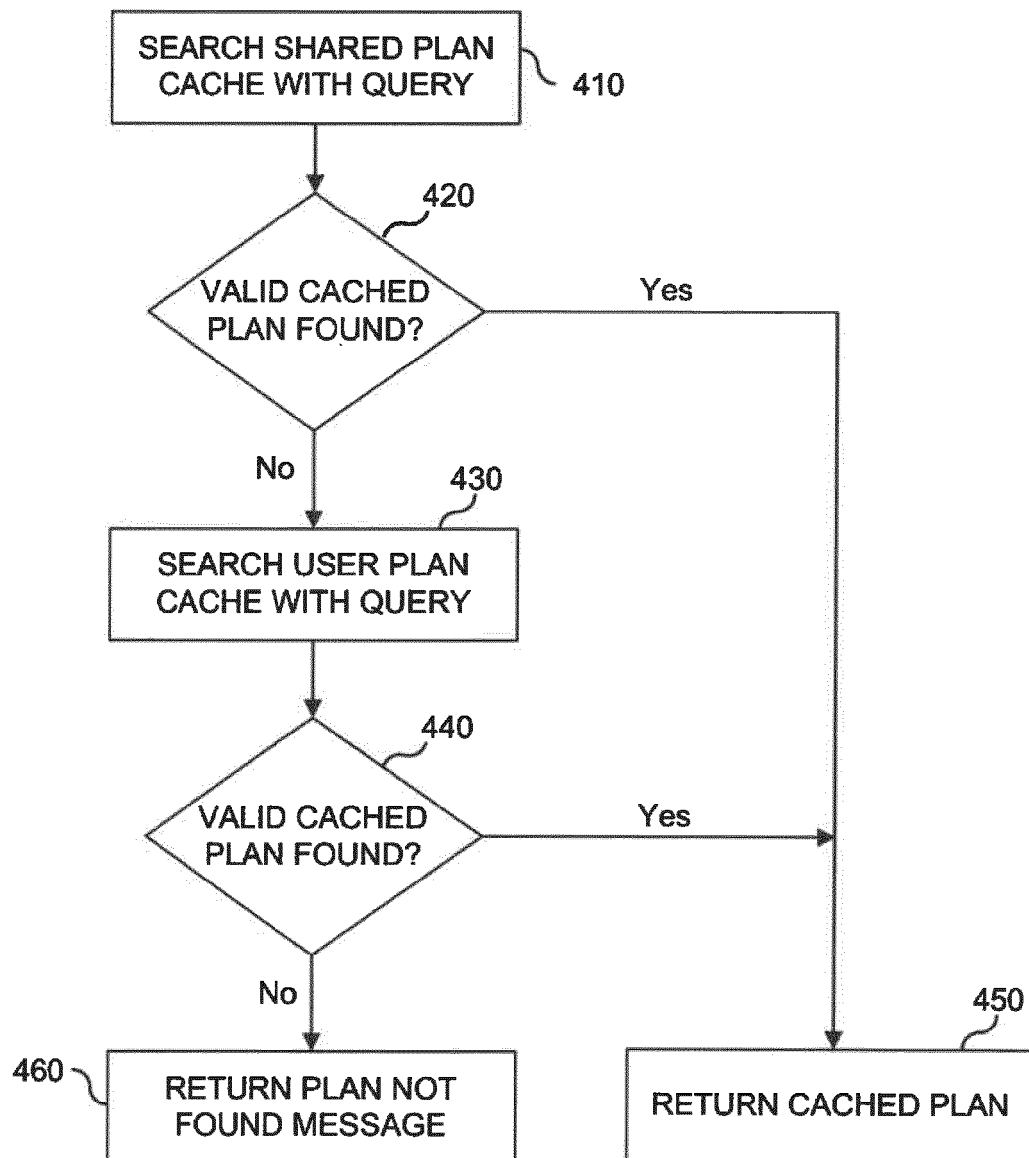 SEARCH SHARED PLAN
CACHE WITH QUERY
410
420
VALID CACHED
PLAN FOUND?
Yes
No
430
SEARCH USER PLAN
CACHE WITH QUERY
440
VALID CACHED
PLAN FOUND?
Yes
No
460
RETURN PLAN NOT
FOUND MESSAGE
450
RETURN CACHED PLAN